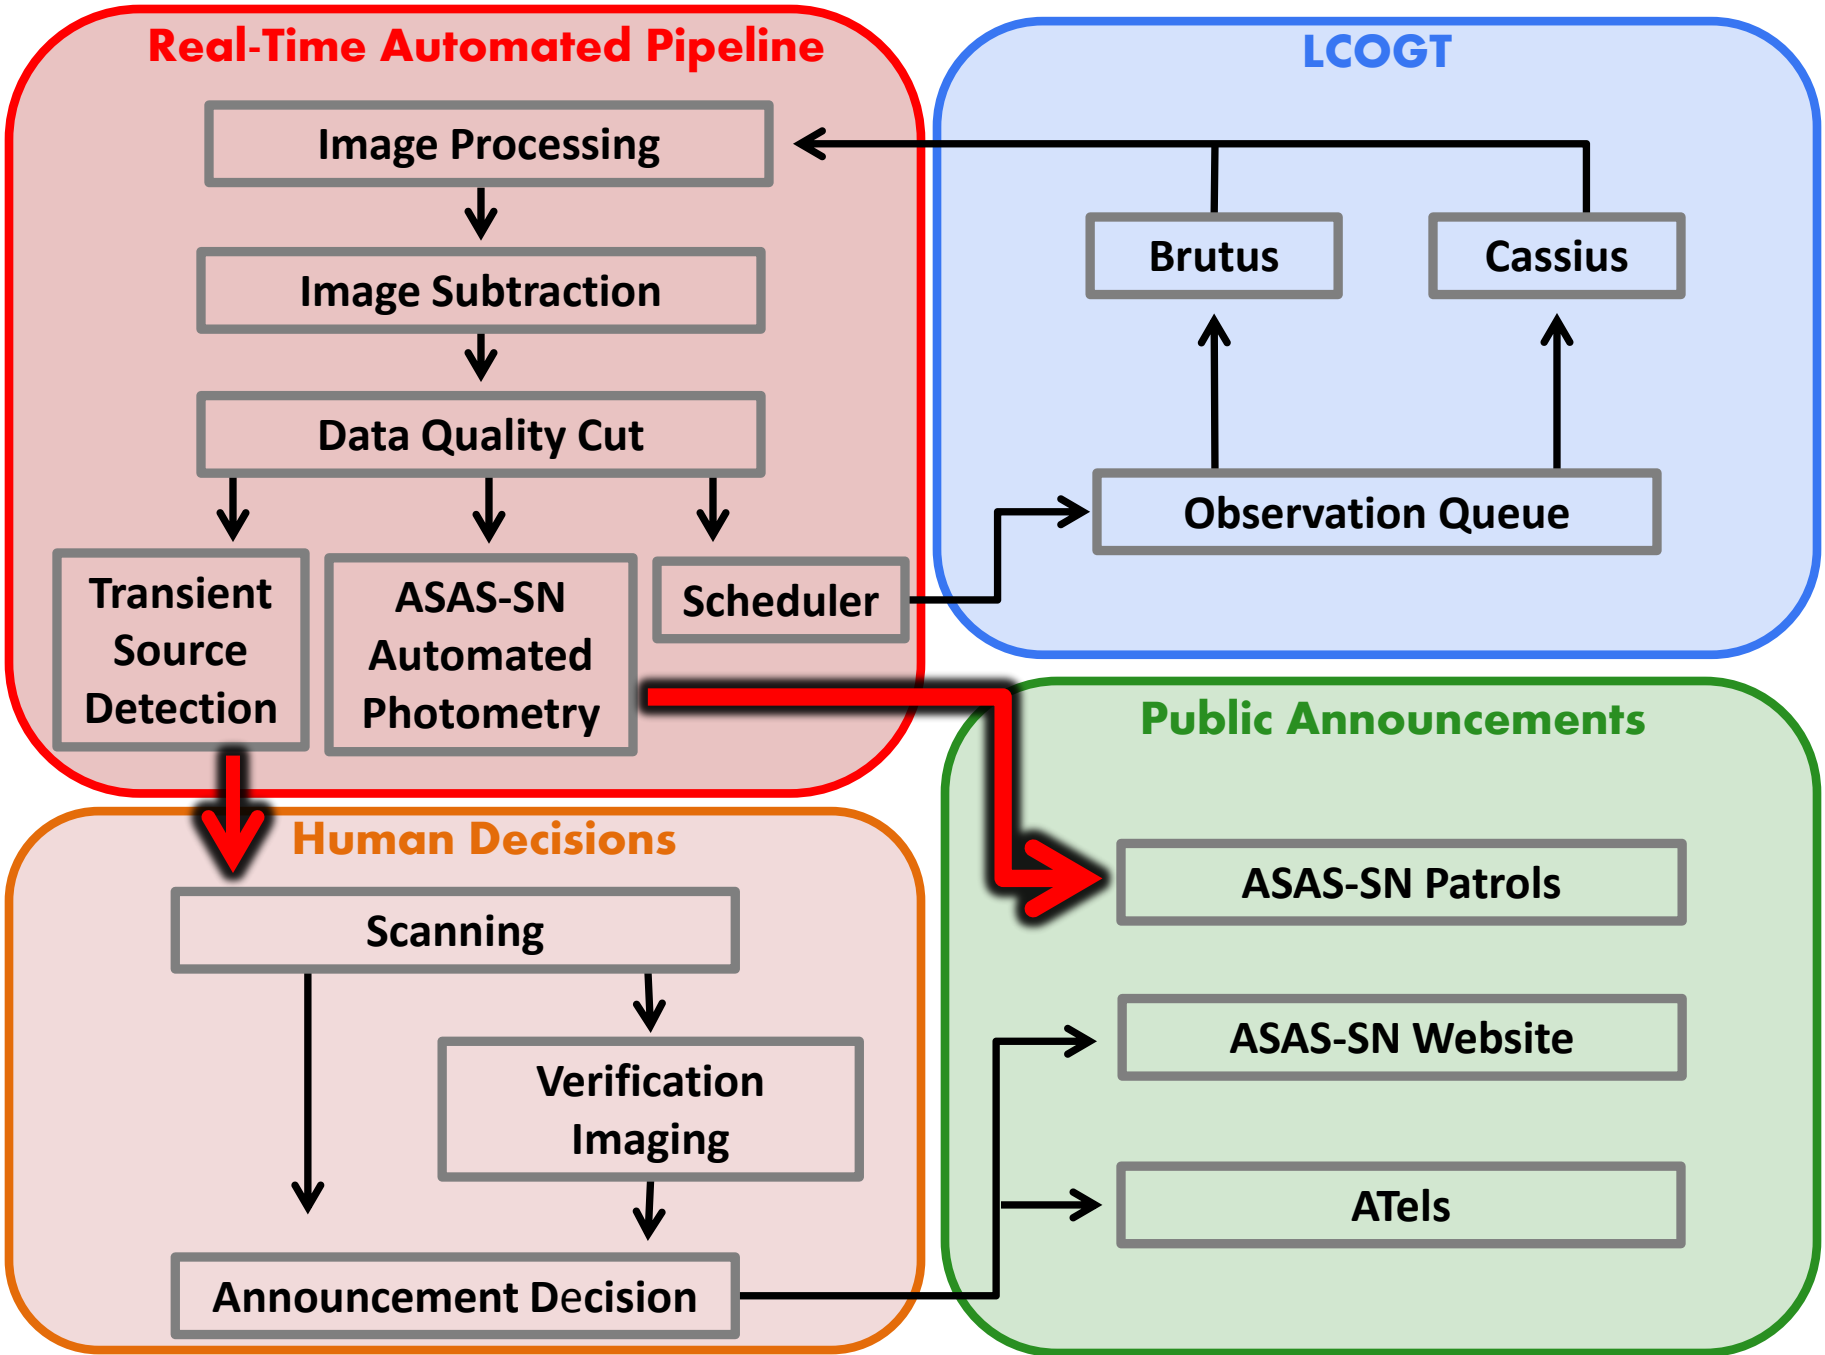 Real-Time Automated Pipeline
Image Processing
Image Subtraction
Data Quality Cut
Transient
Source
Detection
ASAS-SN
Automated
Photometry
Scheduler
LCOGT
Brutus
Cassius
Observation Queue
Human Decisions
Scanning
Verification
Imaging
Announcement Decision
Public Announcements
ASAS-SN Patrols
ASAS-SN Website
ATels